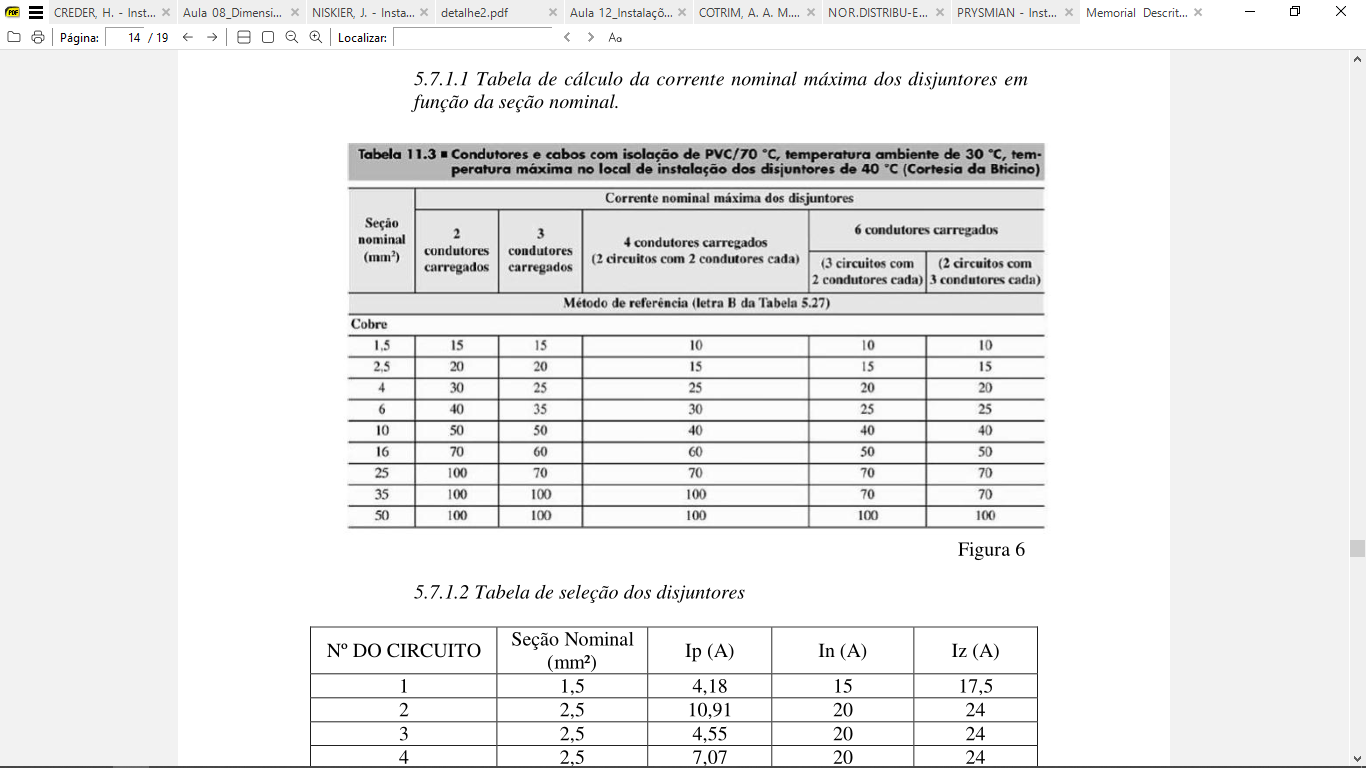 CREDER, H. - Inst...
Aula 08_Dimensi...
NISKIER, J. - Insta...
detalhe2.pdf
Aula 12_Instalaçõ...
COTRIM, A. A. M....
NOR.DISTRIBU-E...
PRYSMIAN - Inst...
Memorial Descrit...
Página: 14 / 19 Localizar:
5.7.1.1 Tabela de cálculo da corrente nominal máxima dos disjuntores em
função da seção nominal.
Tabela 11.3 ■ Condutores e cabos com isolação de PVC/70 °C, temperatura ambiente de 30 °C, tem-
peratura máxima no local de instalação dos disjuntores de 40 °C (Cortesia da Bticino)
Seção
nominal
(mm²)
Corrente nominal máxima dos disjuntores
2
condutores
carregados
3
condutores
carregados
4 condutores carregados
(2 circuitos com 2 condutores cada)
6 condutores carregados
(3 circuitos com
2 condutores cada)
(2 circuitos com
3 condutores cada)
Método de referência (letra B da Tabela 5.27)
Cobre
1,5 15 15 10 10 10
2,5 20 20 15 15 15
4 30 25 25 20 20
6 40 35 30 25 25
10 50 50 40 40 40
16 70 60 60 50 50
25 100 70 70 70 70
35 100 100 100 70 70
50 100 100 100 100 100
Figura 6
5.7.1.2 Tabela de seleção dos disjuntores
Nº DO CIRCUITO
Seção Nominal
(mm²)
Ip (A)
In (A)
Iz (A)
1 1,5 4,18 15 17,5
2 2,5 10,91 20 24
3 2,5 4,55 20 24
4 2,5 7,07 20 24